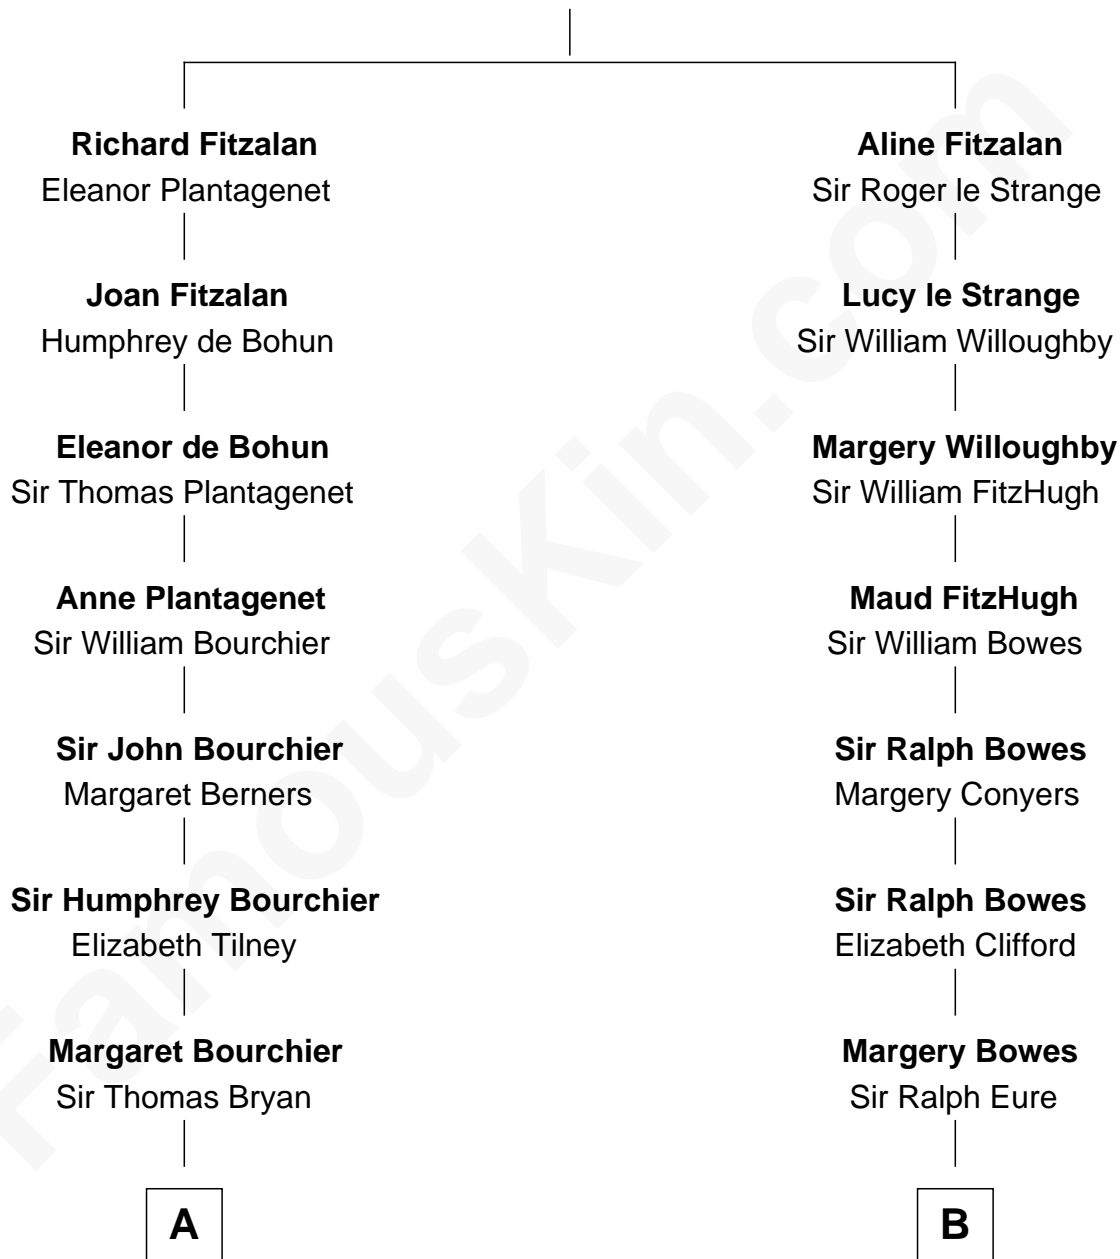 Richard Fitzalan
Eleanor Plantagenet
Joan Fitzalan
Humphrey de Bohun
Eleanor de Bohun
Sir Thomas Plantagenet
Anne Plantagenet
Sir William Bourchier
Sir John Bourchier
Margaret Berners
Sir Humphrey Bourchier
Elizabeth Tilney
Margaret Bourchier
Sir Thomas Bryan
A
Aline Fitzalan
Sir Roger le Strange
Lucy le Strange
Sir William Willoughby
Margery Willoughby
Sir William FitzHugh
Maud FitzHugh
Sir William Bowes
Sir Ralph Bowes
Margery Conyers
Sir Ralph Bowes
Elizabeth Clifford
Margery Bowes
Sir Ralph Eure
B
FamousKin.com